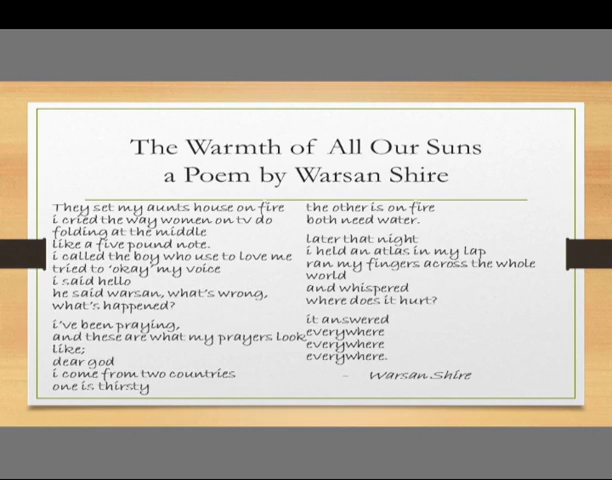 The Warmth of All Our Suns
a Poem by Warsan Shire
They set my aunts house on fire
i cried the way women on tv do
folding at the middle
like a five pound note.
i called the boy who use to love me
tried to ‘okay’ my voice
i said hello
he said warsan, what’s wrong,
what’s happened?
i’ve been praying,
and these are what my prayers look
like;
dear god
i come from two countries
one is thirsty
the other is on fire
both need water.
later that night
i held an atlas in my lap
ran my fingers across the whole
world
and whispered
where does it hurt?
it answered
everywhere
everywhere
everywhere.
– Warsan Shire